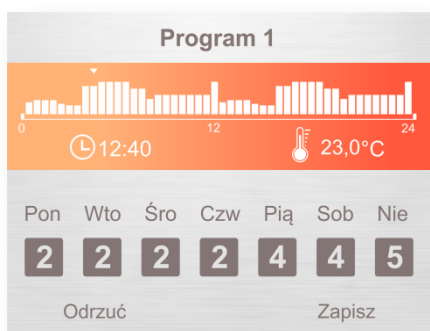 Program 1
0 12 24
12:40 23,0°C
Pon Wto Śro Czw Pią Sob Nie
2 2 2 2 4 4 5
Odrzuć Zapisz